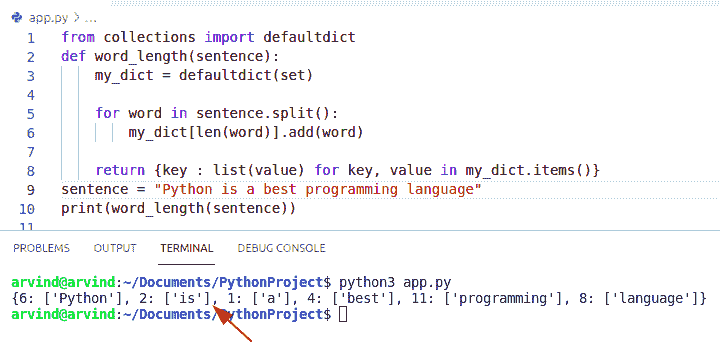 app.py > ...
1 from collections import defaultdict
2 def word_length(sentence):
3     my_dict = defaultdict(set)
4
5     for word in sentence.split():
6         my_dict[len(word)].add(word)
7
8     return {key : list(value) for key, value in my_dict.items()}
9 sentence = "Python is a best programming language"
10 print(word_length(sentence))
11
PROBLEMS OUTPUT TERMINAL DEBUG CONSOLE
arvind@arvind:~/Documents/PythonProject$ python3 app.py
{6: ['Python'], 2: ['is'], 1: ['a'], 4: ['best'], 11: ['programming'], 8: ['language']}
arvind@arvind:~/Documents/PythonProject$